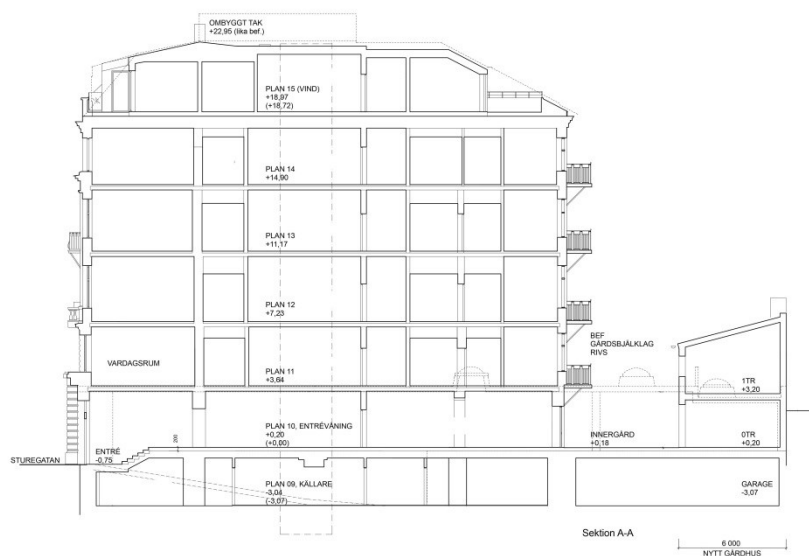 OMBYGGT TAK
+22,95 (lika bef.)
PLAN 15 (VIND)
+18,97
(+18,72)
PLAN 14
+14,90
PLAN 13
+11,17
PLAN 12
+7,23
BEF
GÅRDSBJÄLKLAG
RIVS
VARDAGSRUM
PLAN 11
+3,64
1TR
+3,20
PLAN 10, ENTRÉVÅNING
+0,20
(+0,00)
200
INNERGÅRD
+0,18
0TR
+0,20
ENTRÉ
-0,75
STUREGATAN
PLAN 09, KÄLLARE
-3,04
(-3,07)
GARAGE
-3,07
Sektion A-A
6 000
NYTT GÅRDHUS